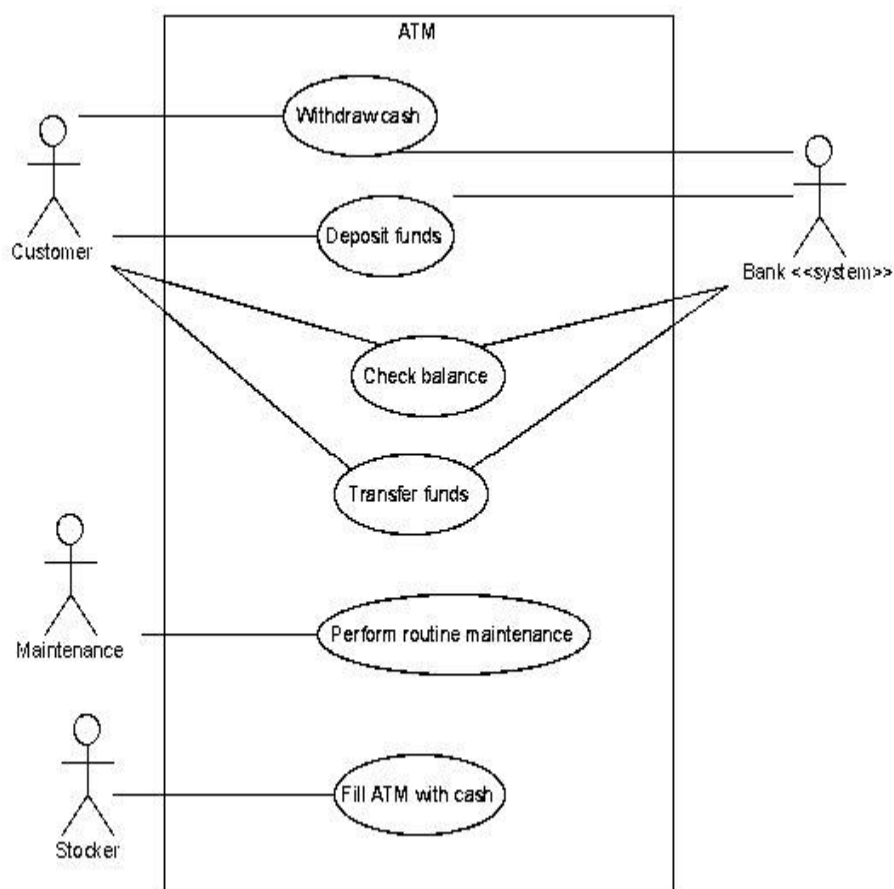 ATM
Withdraw cash
Deposit funds
Customer
Bank <<system>>
Check balance
Transfer funds
Perform routine maintenance
Maintenance
Fill ATM with cash
Stocker